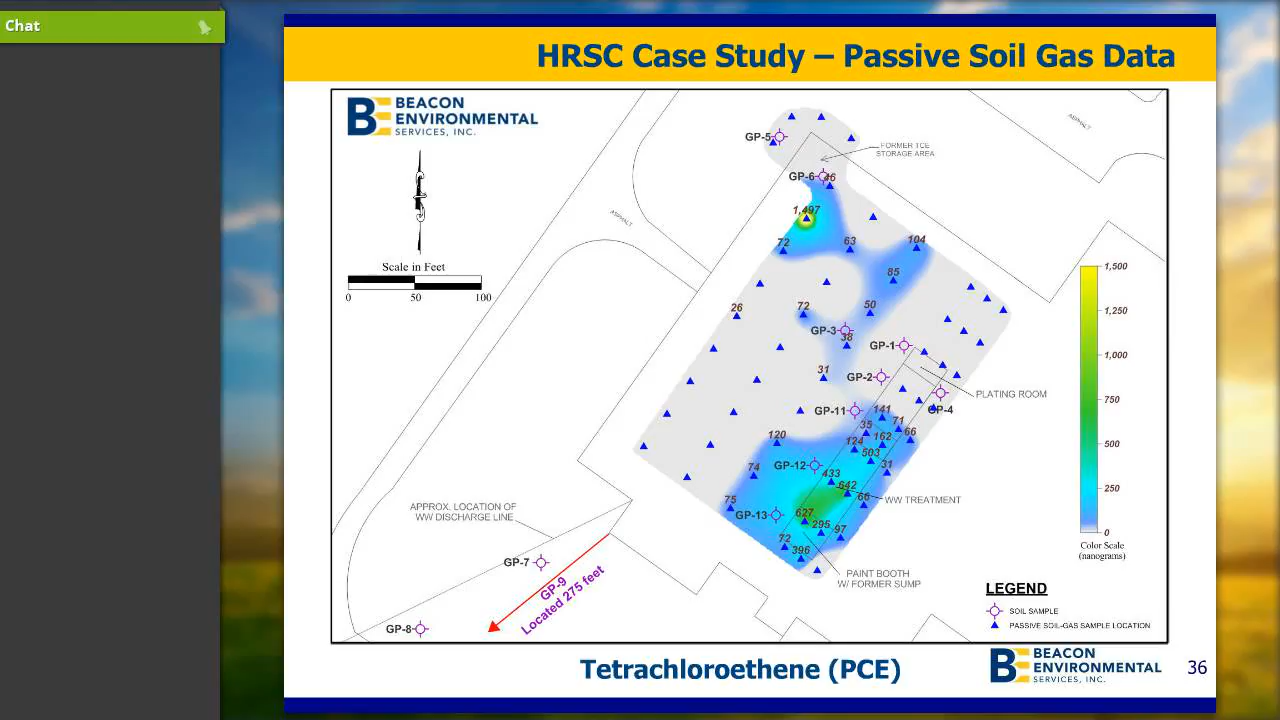 Chat
HRSC Case Study – Passive Soil Gas Data
BEACON
ENVIRONMENTAL
SERVICES, INC.
GP-5
FORMER TCE
STORAGE AREA
ASPHALT
GP-6
46
ASPHALT
1,497
72
63
104
85
Scale in Feet
0
50
100
26
72
50
GP-3
38
GP-1
31
GP-2
PLATING ROOM
GP-4
GP-11
141
71
35
162
66
124
503
120
GP-12
433
31
74
642
66
WW TREATMENT
75
GP-13
627
295
97
72
396
APPROX. LOCATION OF
WW DISCHARGE LINE
PAINT BOOTH
W/ FORMER SUMP
GP-7
GP-9
Located 275 feet
GP-8
1,500
1,250
1,000
750
500
250
0
Color Scale
(nanograms)
LEGEND
SOIL SAMPLE
PASSIVE SOIL-GAS SAMPLE LOCATION
Tetrachloroethene (PCE)
BEACON
ENVIRONMENTAL
SERVICES, INC.
36